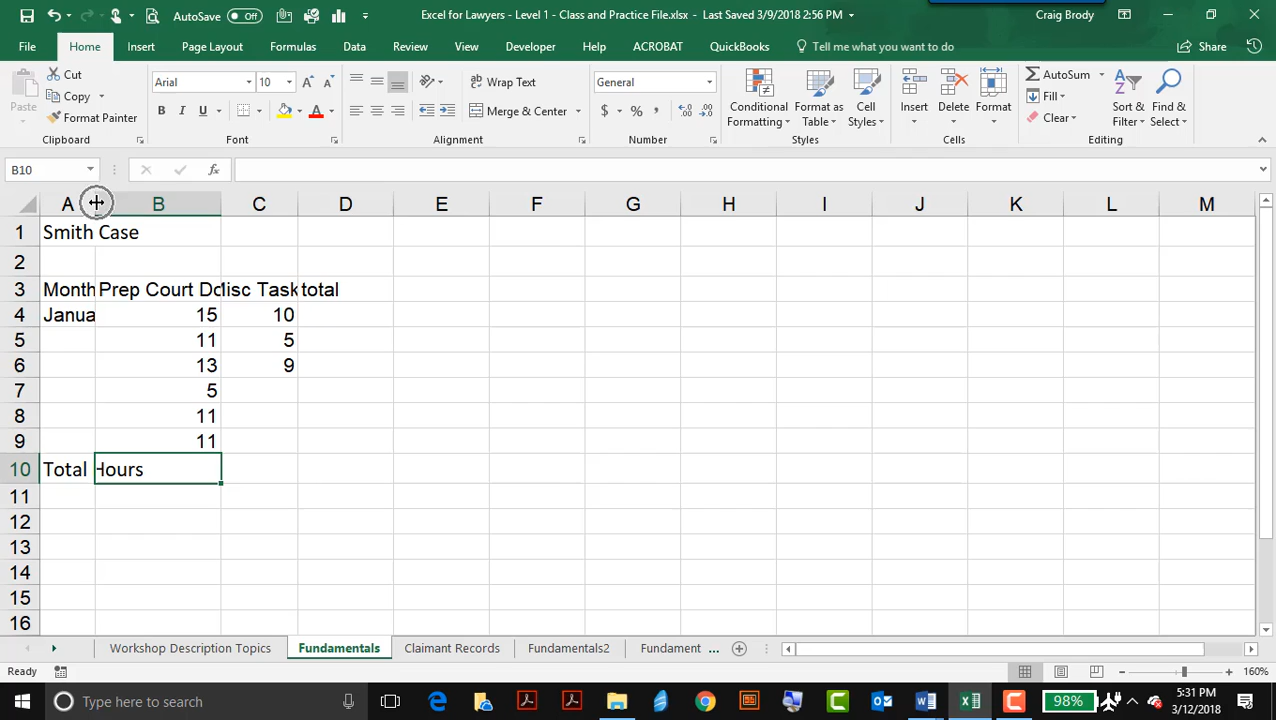 AutoSave Off Excel for Lawyers - Level 1 - Class and Practice File.xlsx - Last Saved 3/9/2018 2:56 PM Craig Brody
File Home Insert Page Layout Formulas Data Review View Developer Help ACROBAT QuickBooks Tell me what you want to do Share
Paste
Cut
Copy
Format Painter
Clipboard
Arial 10
B I U
Font
Wrap Text
Merge & Center
Alignment
General
$ % ,
Number
Conditional Formatting
Format as Table
Cell Styles
Styles
Insert Delete Format
Cells
AutoSum
Fill
Clear
Sort & Filter
Find & Select
Editing
B10 fx
A B C D E F G H I J K L M
1 Smith Case
2
3 Month Prep Court Do isc Task total
4 Janua 15 10
5 11 5
6 13 9
7 5
8 11
9 11
10 Total Hours
11
12
13
14
15
16
Workshop Description Topics Fundamentals Claimant Records Fundamentals2 Fundament ...
Ready 160%
Type here to search 98% 5:31 PM
3/12/2018